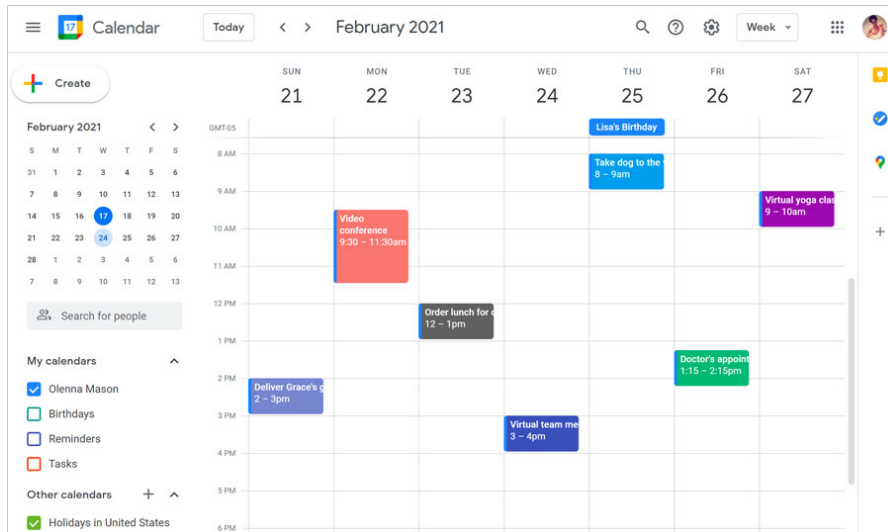 17 Calendar Today February 2021 Week
Create
February 2021
S M T W T F S
31 1 2 3 4 5 6
7 8 9 10 11 12 13
14 15 16 17 18 19 20
21 22 23 24 25 26 27
28 1 2 3 4 5 6
7 8 9 10 11 12 13
Search for people
My calendars
Olenna Mason
Birthdays
Reminders
Tasks
Other calendars
Holidays in United States
SUN MON TUE WED THU FRI SAT
21 22 23 24 25 26 27
GMT-05
Lisa's Birthday
8 AM
Take dog to the
8 – 9am
9 AM
Virtual yoga clas
9 – 10am
Video
conference
9:30 – 11:30am
10 AM
11 AM
12 PM
Order lunch for
12 – 1pm
1 PM
Doctor's appoint
1:15 – 2:15pm
2 PM
Deliver Grace's
2 – 3pm
3 PM
Virtual team me
3 – 4pm
4 PM
5 PM
6 PM